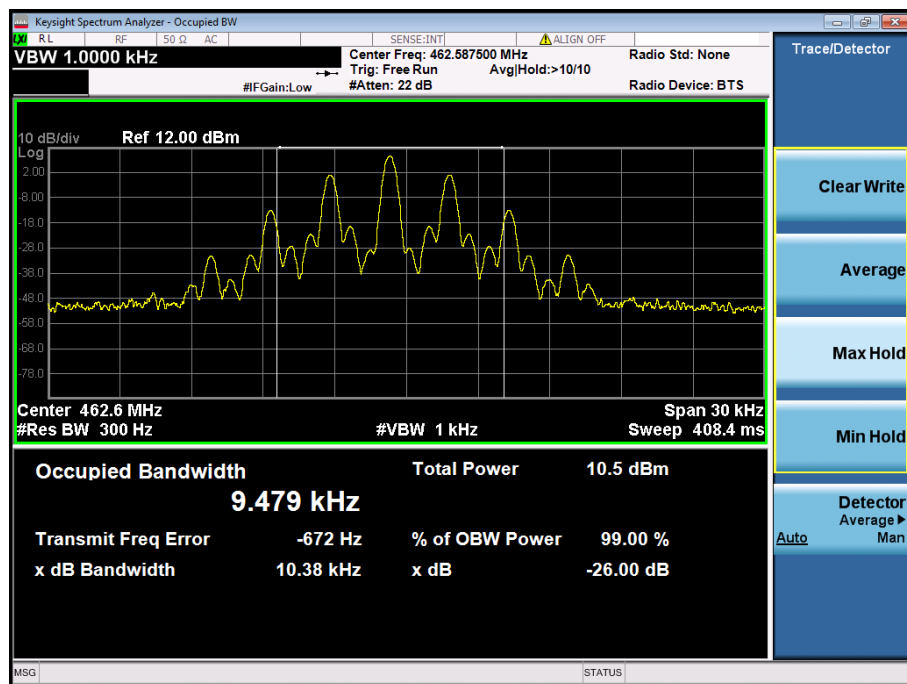 Keysight Spectrum Analyzer - Occupied BW
LXI RL RF 50 Ω AC SENSE:INT ALIGN OFF
VBW 1.0000 kHz
Center Freq: 462.587500 MHz Radio Std: None
Trig: Free Run Avg|Hold:>10/10
#IFGain:Low #Atten: 22 dB Radio Device: BTS
Trace/Detector
10 dB/div Ref 12.00 dBm
Log
2.00
-8.00
-18.0
-28.0
-38.0
-48.0
-58.0
-68.0
-78.0
Center 462.6 MHz Span 30 kHz
#Res BW 300 Hz #VBW 1 kHz Sweep 408.4 ms
Clear Write
Average
Max Hold
Min Hold
Detector
Average
Auto Man
Occupied Bandwidth Total Power 10.5 dBm
9.479 kHz
Transmit Freq Error -672 Hz % of OBW Power 99.00 %
x dB Bandwidth 10.38 kHz x dB -26.00 dB
MSG STATUS